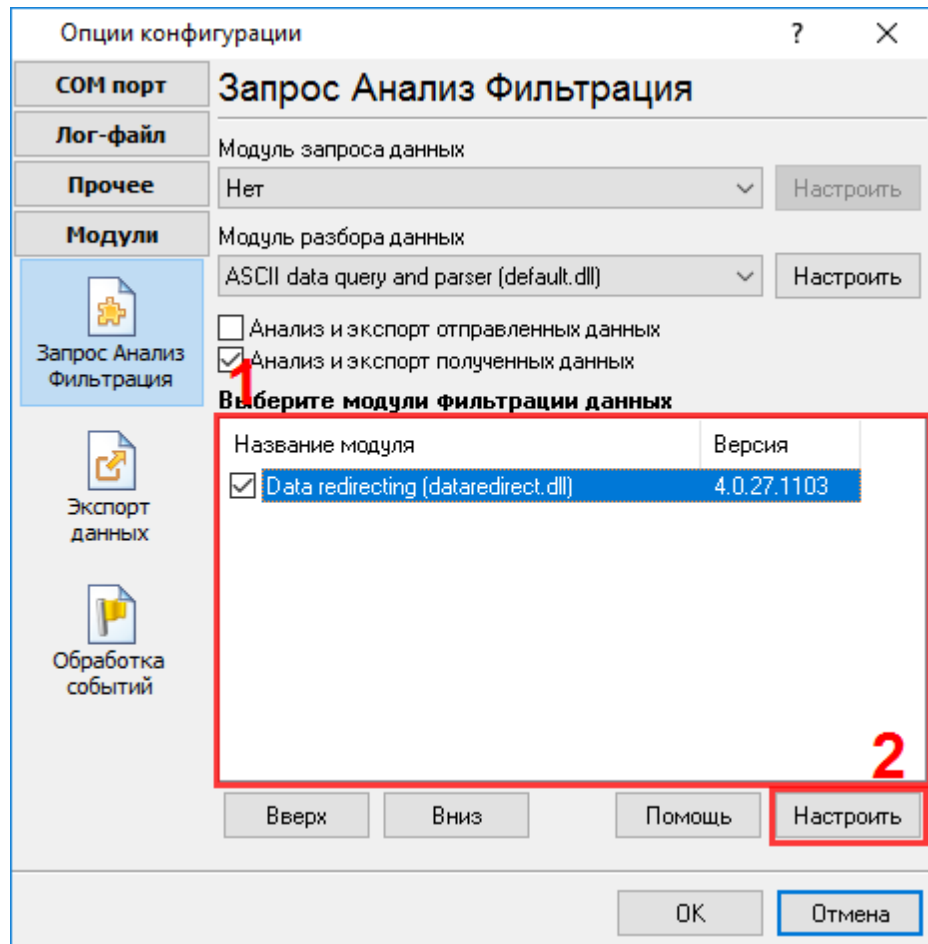 Опции конфигурации
?
COM порт
Лог-файл
Прочее
Модули
Запрос Анализ
Фильтрация
Экспорт
данных
Обработка
событий
Запрос Анализ Фильтрация
Модуль запроса данных
Нет
Настроить
Модуль разбора данных
ASCII data query and parser (default.dll)
Настроить
Анализ и экспорт отправленных данных
Анализ и экспорт полученных данных
1
Выберите модули фильтрации данных
Название модуля Версия
Data redirecting (dataredirect.dll) 4.0.27.1103
2
Вверх Вниз Помощь Настроить
OK Отмена